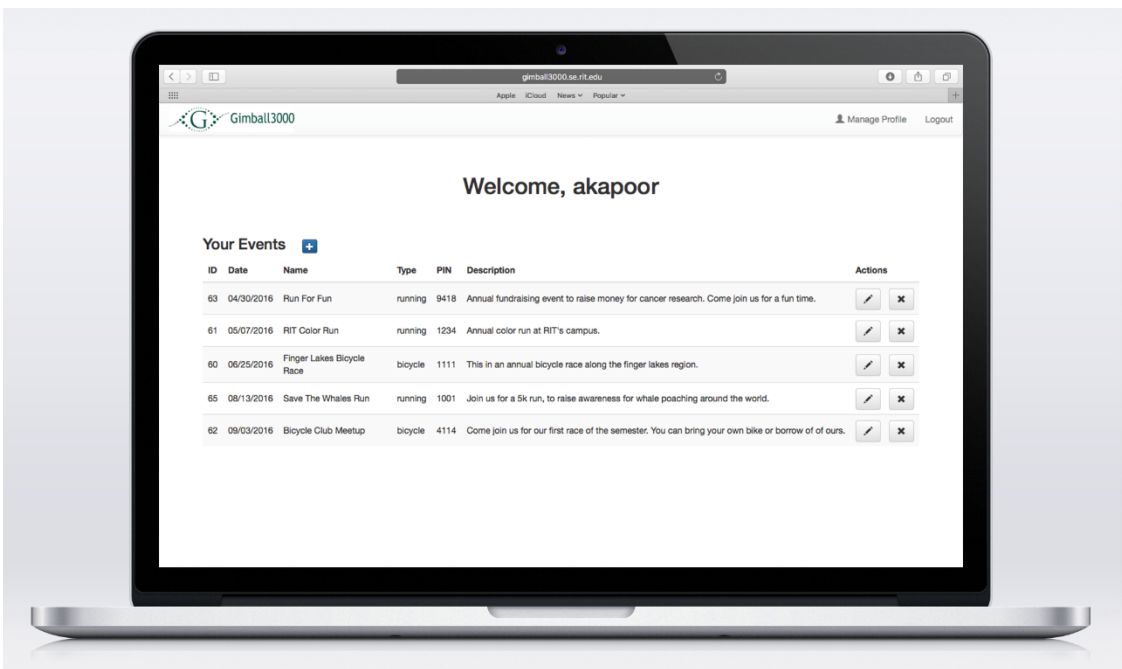 gimball3000.se.rit.edu
Apple iCloud News Popular
G Gimball3000 Manage Profile Logout
Welcome, akapoor
Your Events +
ID Date Name Type PIN Description Actions
63 04/30/2016 Run For Fun running 9418 Annual fundraising event to raise money for cancer research. Come join us for a fun time.
61 05/07/2016 RIT Color Run running 1234 Annual color run at RIT's campus.
60 06/25/2016 Finger Lakes Bicycle Race bicycle 1111 This in an annual bicycle race along the finger lakes region.
65 08/13/2016 Save The Whales Run running 1001 Join us for a 5k run, to raise awareness for whale poaching around the world.
62 09/03/2016 Bicycle Club Meetup bicycle 4114 Come join us for our first race of the semester. You can bring your own bike or borrow of of ours.